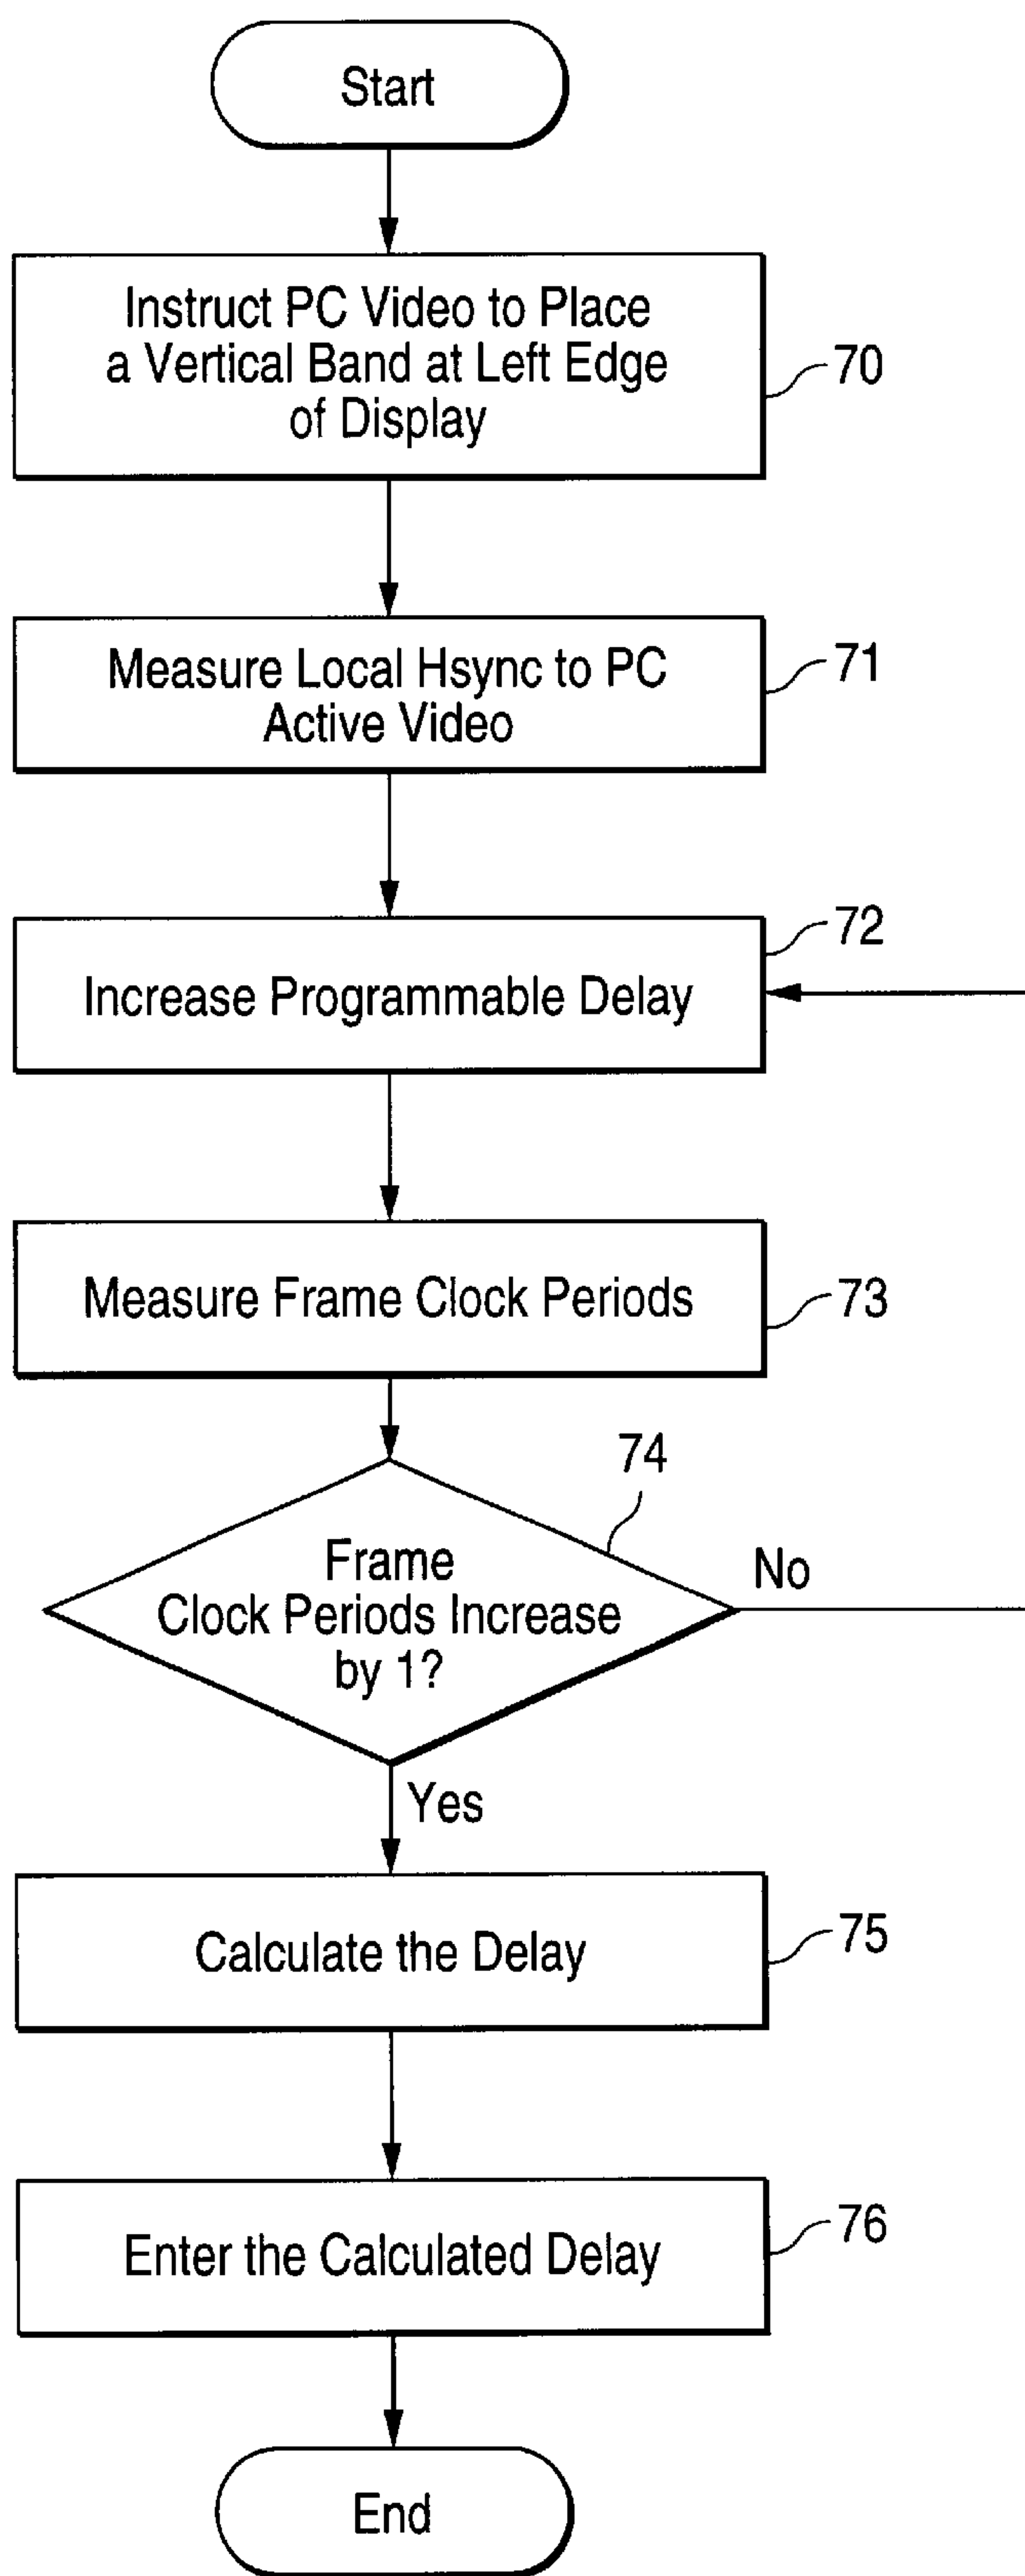 Start
Instruct PC Video to Place
a Vertical Band at Left Edge
of Display
70
Measure Local Hsync to PC
Active Video
71
72
Increase Programmable Delay
Measure Frame Clock Periods
73
74
Frame
Clock Periods Increase
by 1?
No
Yes
Calculate the Delay
75
Enter the Calculated Delay
76
End